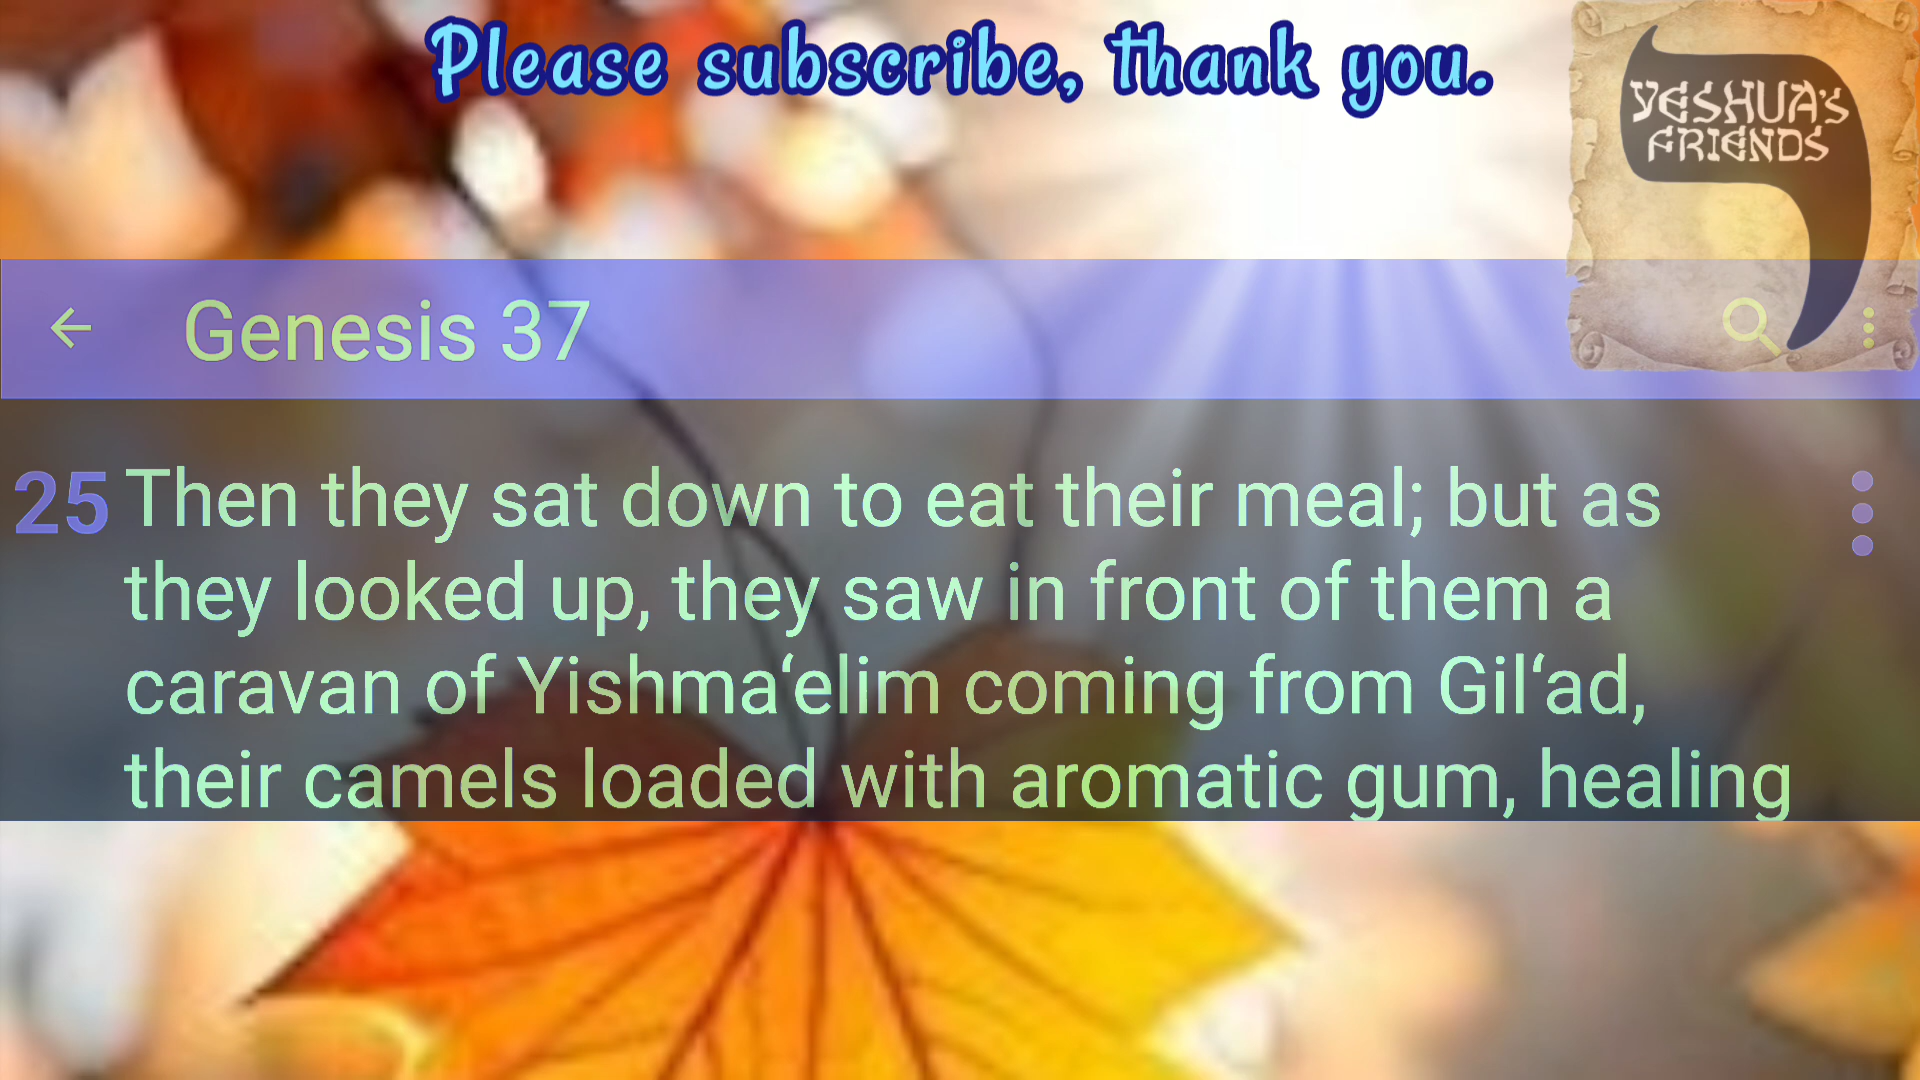 Please subscribe, thank you.
YESHUA'S
FRIENDS
Genesis 37
25 Then they sat down to eat their meal; but as
they looked up, they saw in front of them a
caravan of Yishma‘elim coming from Gil‘ad,
their camels loaded with aromatic gum, healing